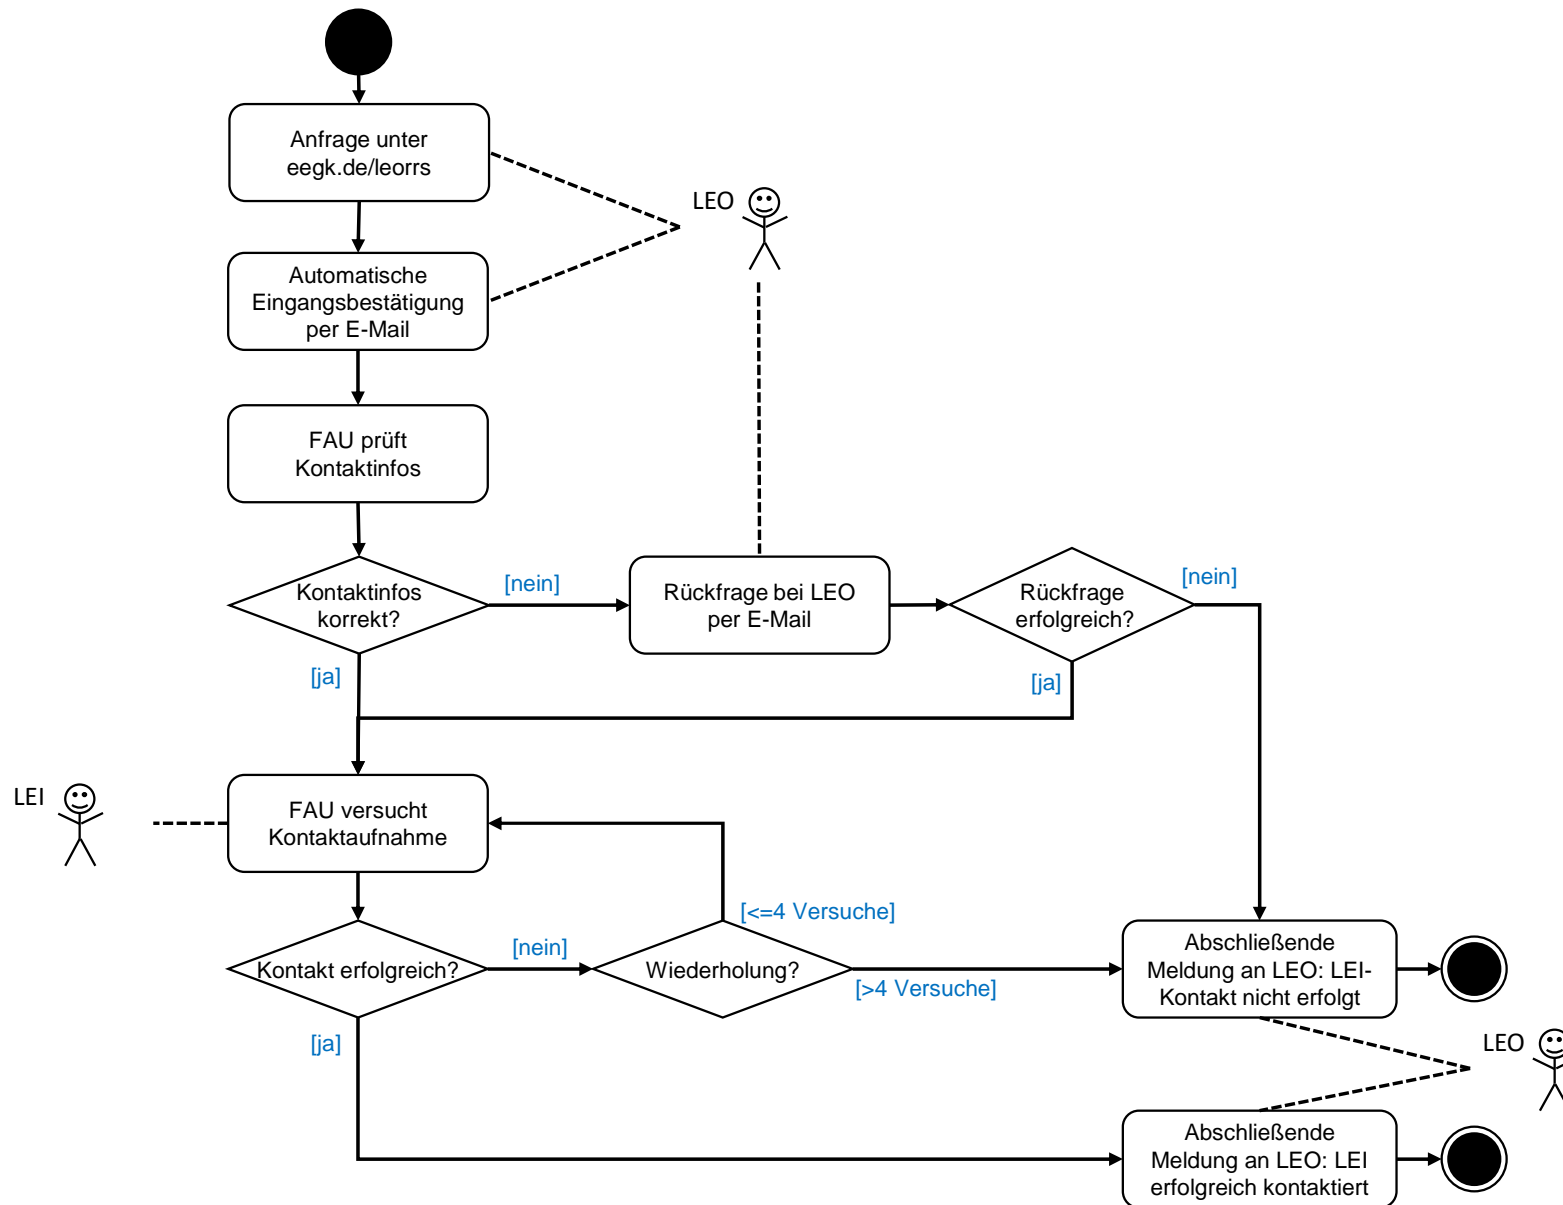 Anfrage unter
eegk.de/leorrs
LEO
Automatische
Eingangsbestätigung
per E-Mail
FAU prüft
Kontaktinfos
Kontaktinfos
korrekt?
[nein]
Rückfrage bei LEO
per E-Mail
Rückfrage
erfolgreich?
[nein]
[ja]
[ja]
LEI
FAU versucht
Kontaktaufnahme
[<=4 Versuche]
Kontakt erfolgreich?
[nein]
Wiederholung?
[>4 Versuche]
Abschließende
Meldung an LEO: LEI-
Kontakt nicht erfolgt
[ja]
LEO
Abschließende
Meldung an LEO: LEI
erfolgreich kontaktiert